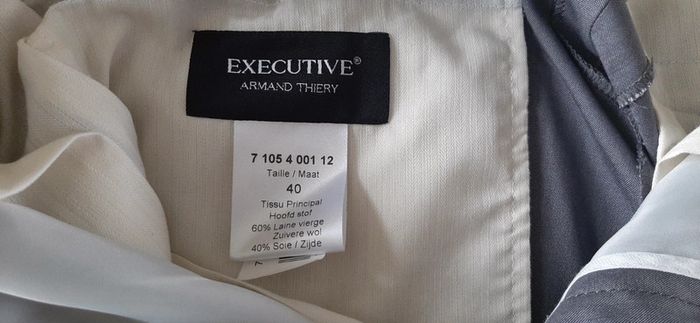 EXECUTIVE®
ARMAND THIERY
7 105 4 001 12
Taille / Maat
40
Tissu Principal
Hoofd stof
60% Laine vierge
Zuivere wol
40% Soie / Zijde